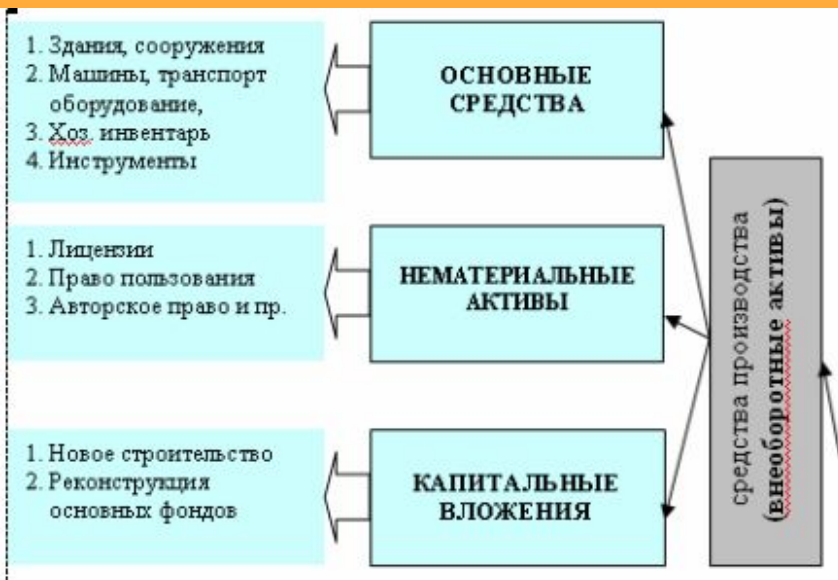 1. Здания, сооружения
2. Машины, транспорт
оборудование,
3. Хоз. инвентарь
4. Инструменты
ОСНОВНЫЕ
СРЕДСТВА
1. Лицензии
2. Право пользования
3. Авторское право и пр.
НЕМАТЕРИАЛЬНЫЕ
АКТИВЫ
1. Новое строительство
2. Реконструкция
основных фондов
КАПИТАЛЬНЫЕ
ВЛОЖЕНИЯ
средства производства
(внеоборотные активы)